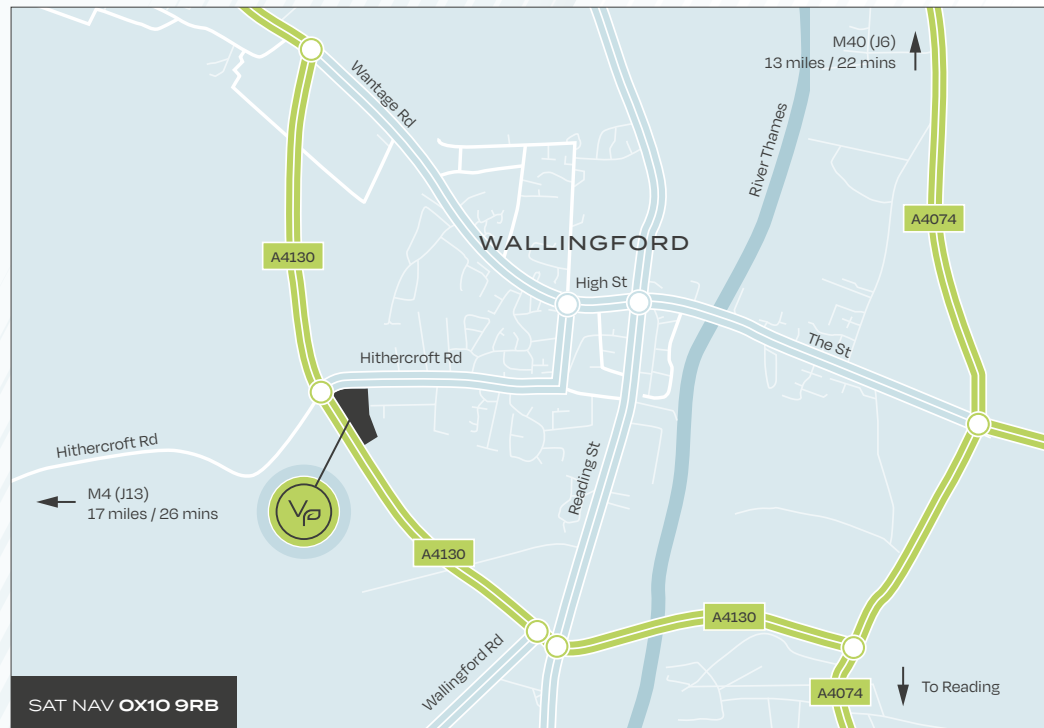 M40 (J6)
13 miles / 22 mins
Wantage Rd
River Thames
A4074
WALLINGFORD
A4130
High St
The St
Hithercroft Rd
Hithercroft Rd
Reading St
M4 (J13)
17 miles / 26 mins
Vp
A4130
A4130
Wallingford Rd
A4074
To Reading
SAT NAV OX10 9RB